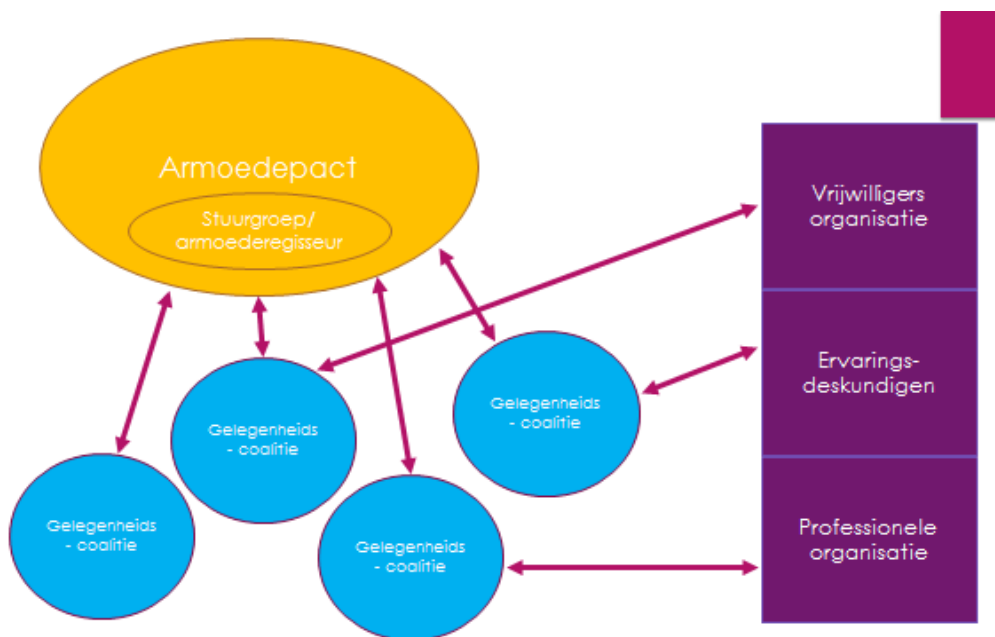 Armoedepact
Stuurgroep/
armoederegisseur
Vrijwilligers
organisatie
Ervarings-
deskundigen
Professionele
organisatie
Gelegenheids
- coalitie
Gelegenheids
- coalitie
Gelegenheids
- coalitie
Gelegenheids
- coalitie